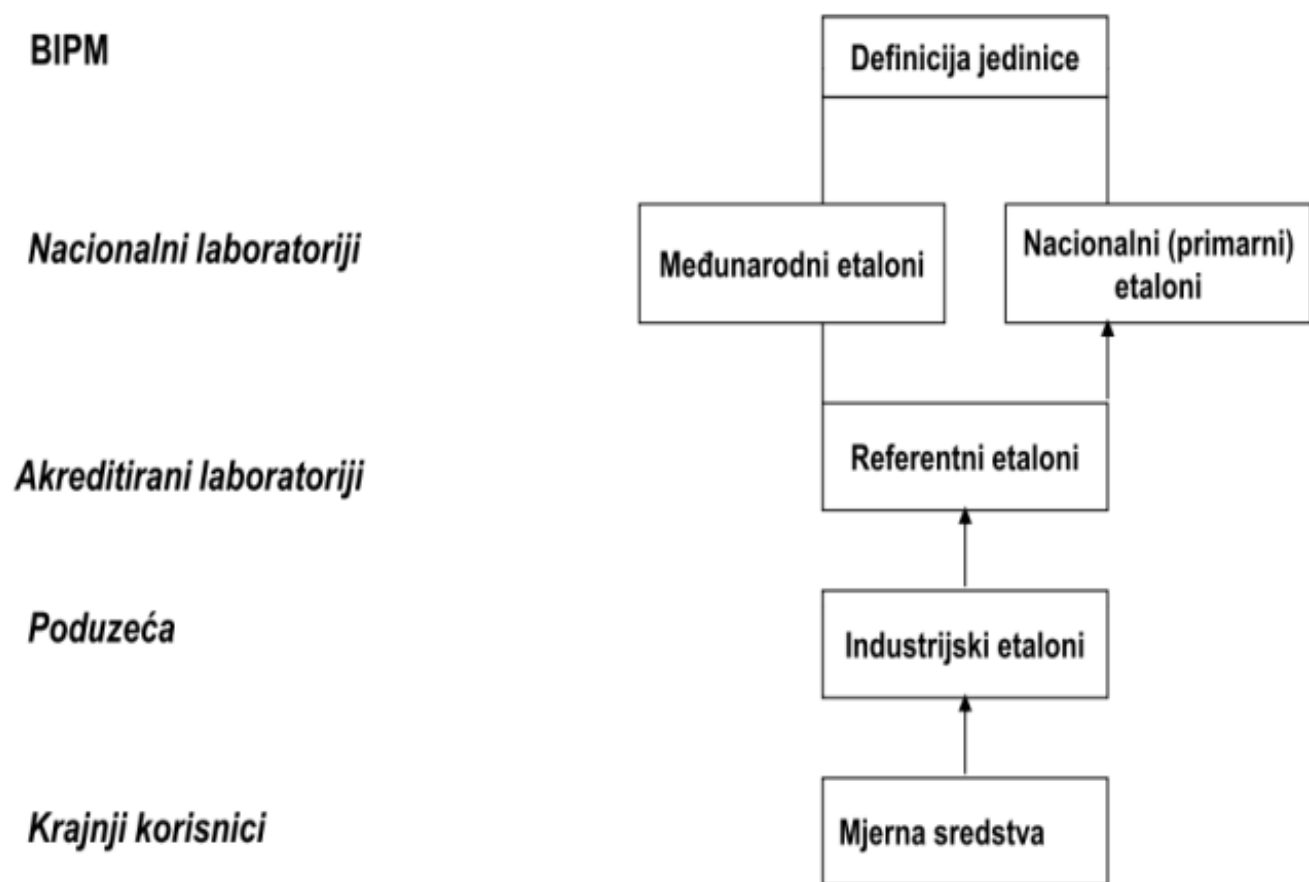 BIPM
Definicija jedinice
Nacionalni laboratoriji
Međunarodni etaloni
Nacionalni (primarni)
etaloni
Akreditirani laboratoriji
Referentni etaloni
Poduzeća
Industrijski etaloni
Krajnji korisnici
Mjerna sredstva